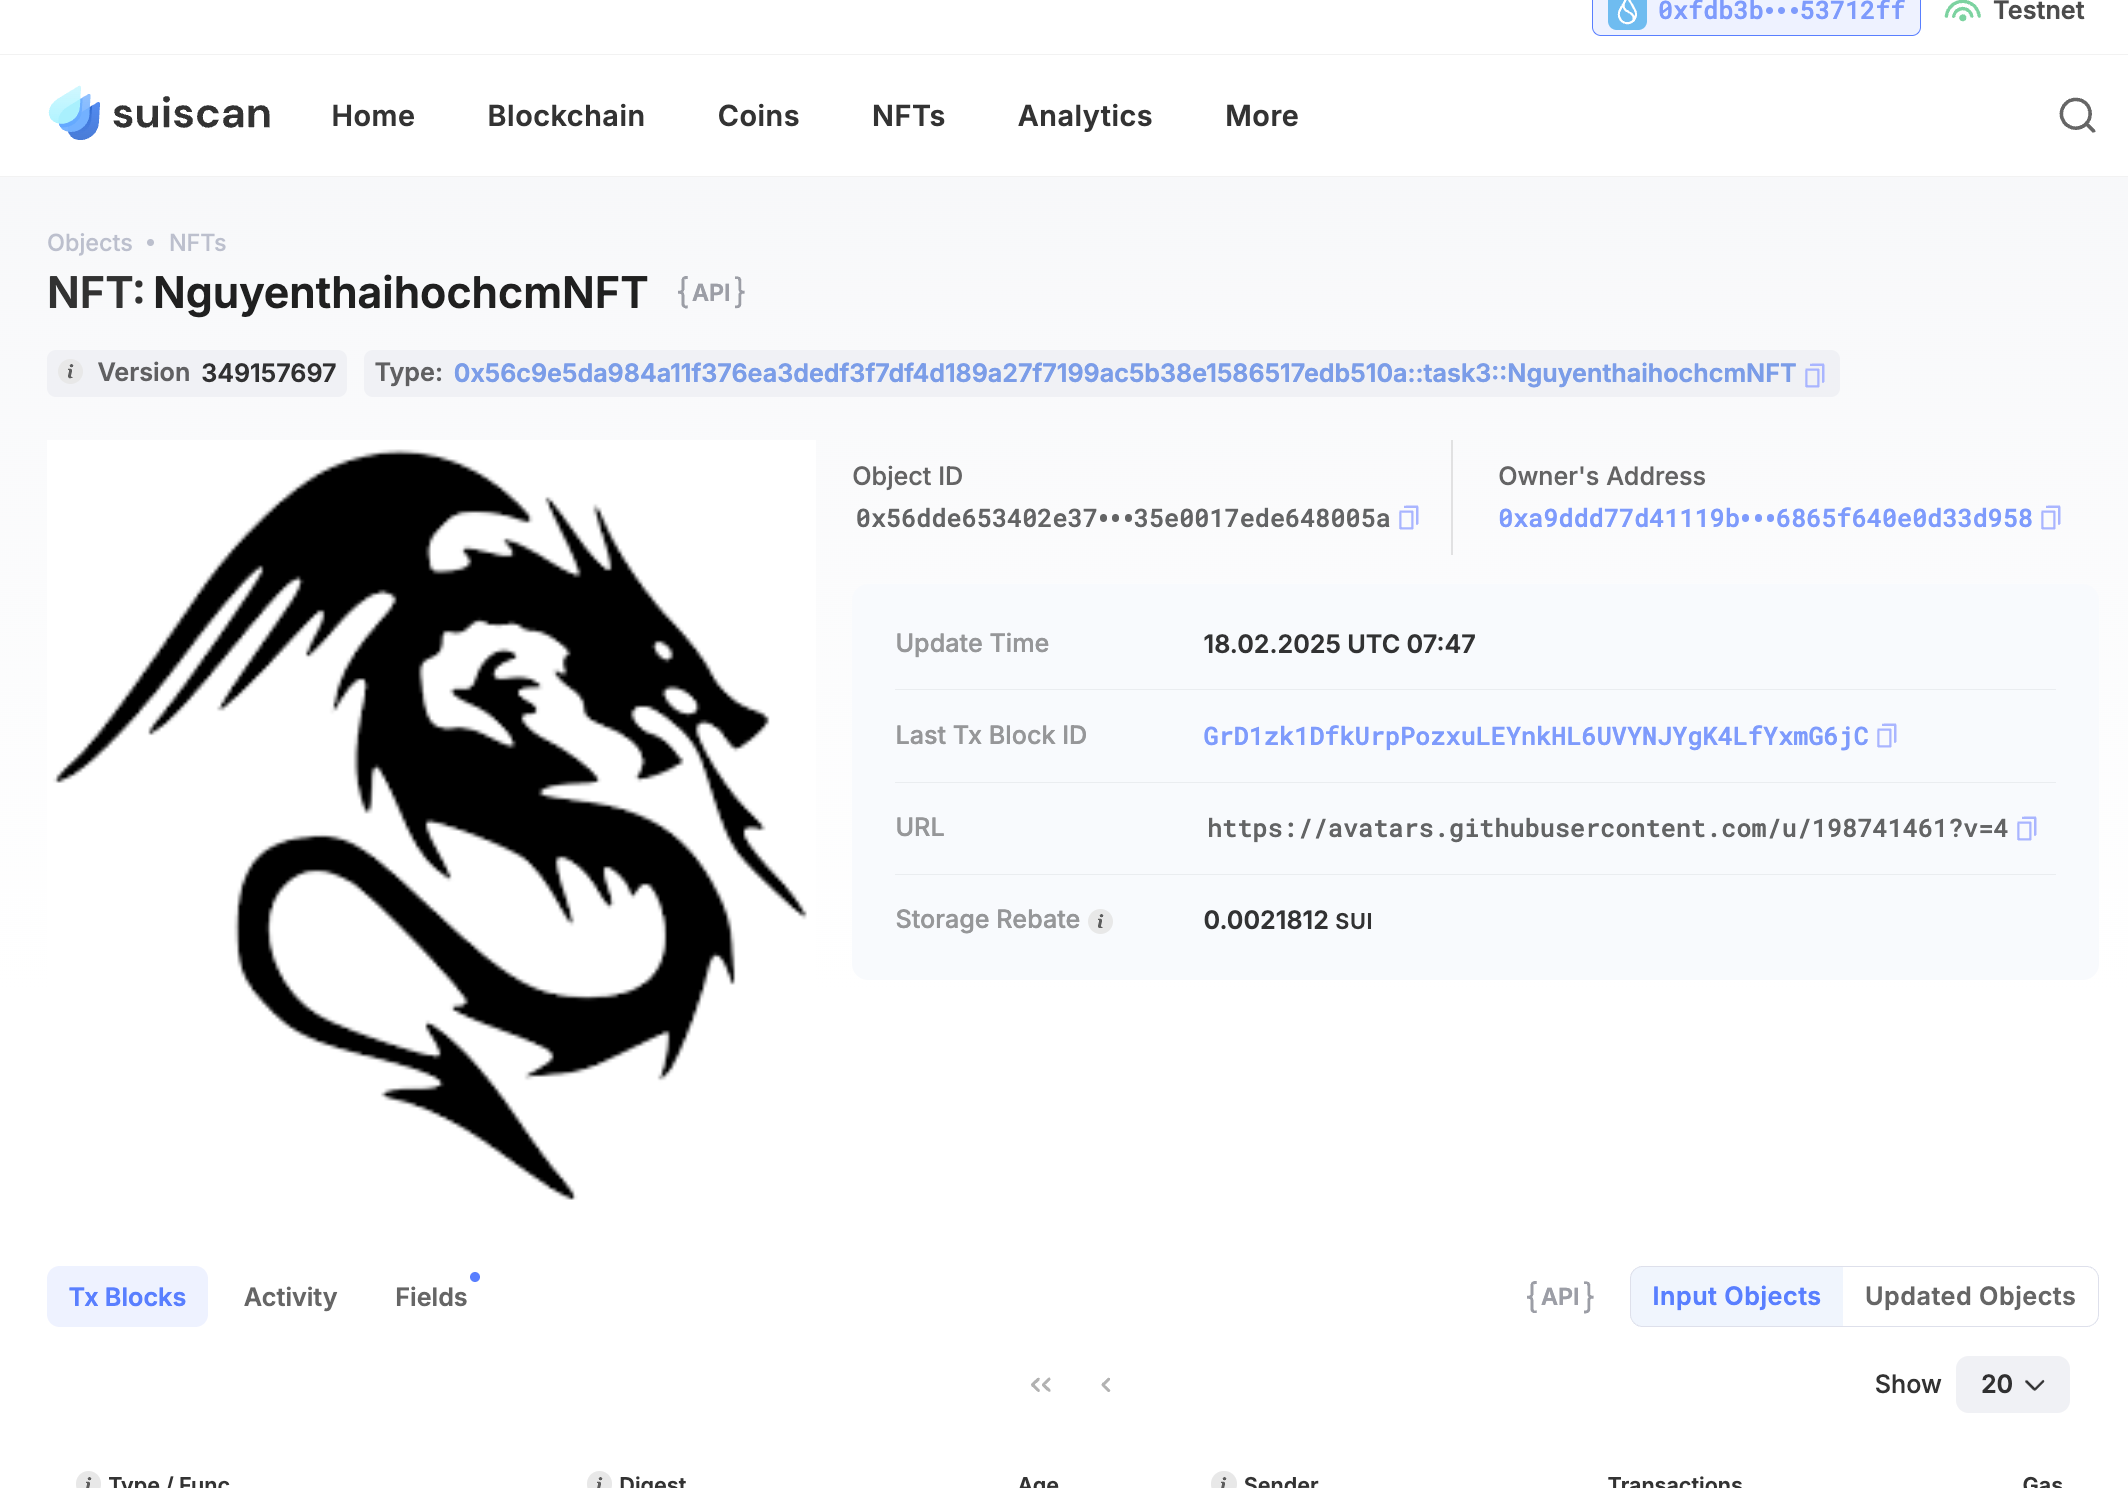 0xfdb3b•••53712ff Testnet
suiscan Home Blockchain Coins NFTs Analytics More
Objects • NFTs
NFT: NguyenthaihochcmNFT {API}
i Version 349157697 Type: 0x56c9e5da984a11f376ea3dedf3f7df4d189a27f7199ac5b38e1586517edb510a::task3::NguyenthaihochcmNFT
Object ID
0x56dde653402e37•••35e0017ede648005a
Owner's Address
0xa9ddd77d41119b•••6865f640e0d33d958
Update Time 18.02.2025 UTC 07:47
Last Tx Block ID GrD1zk1DfkUrpPozxuLEYnkHL6UVYNJYgK4LfYxmG6jC
URL https://avatars.githubusercontent.com/u/198741461?v=4
Storage Rebate i 0.0021812 SUI
Tx Blocks Activity Fields {API} Input Objects Updated Objects
Show 20
i Type / Func i Digest Age i Sender Transactions Gas